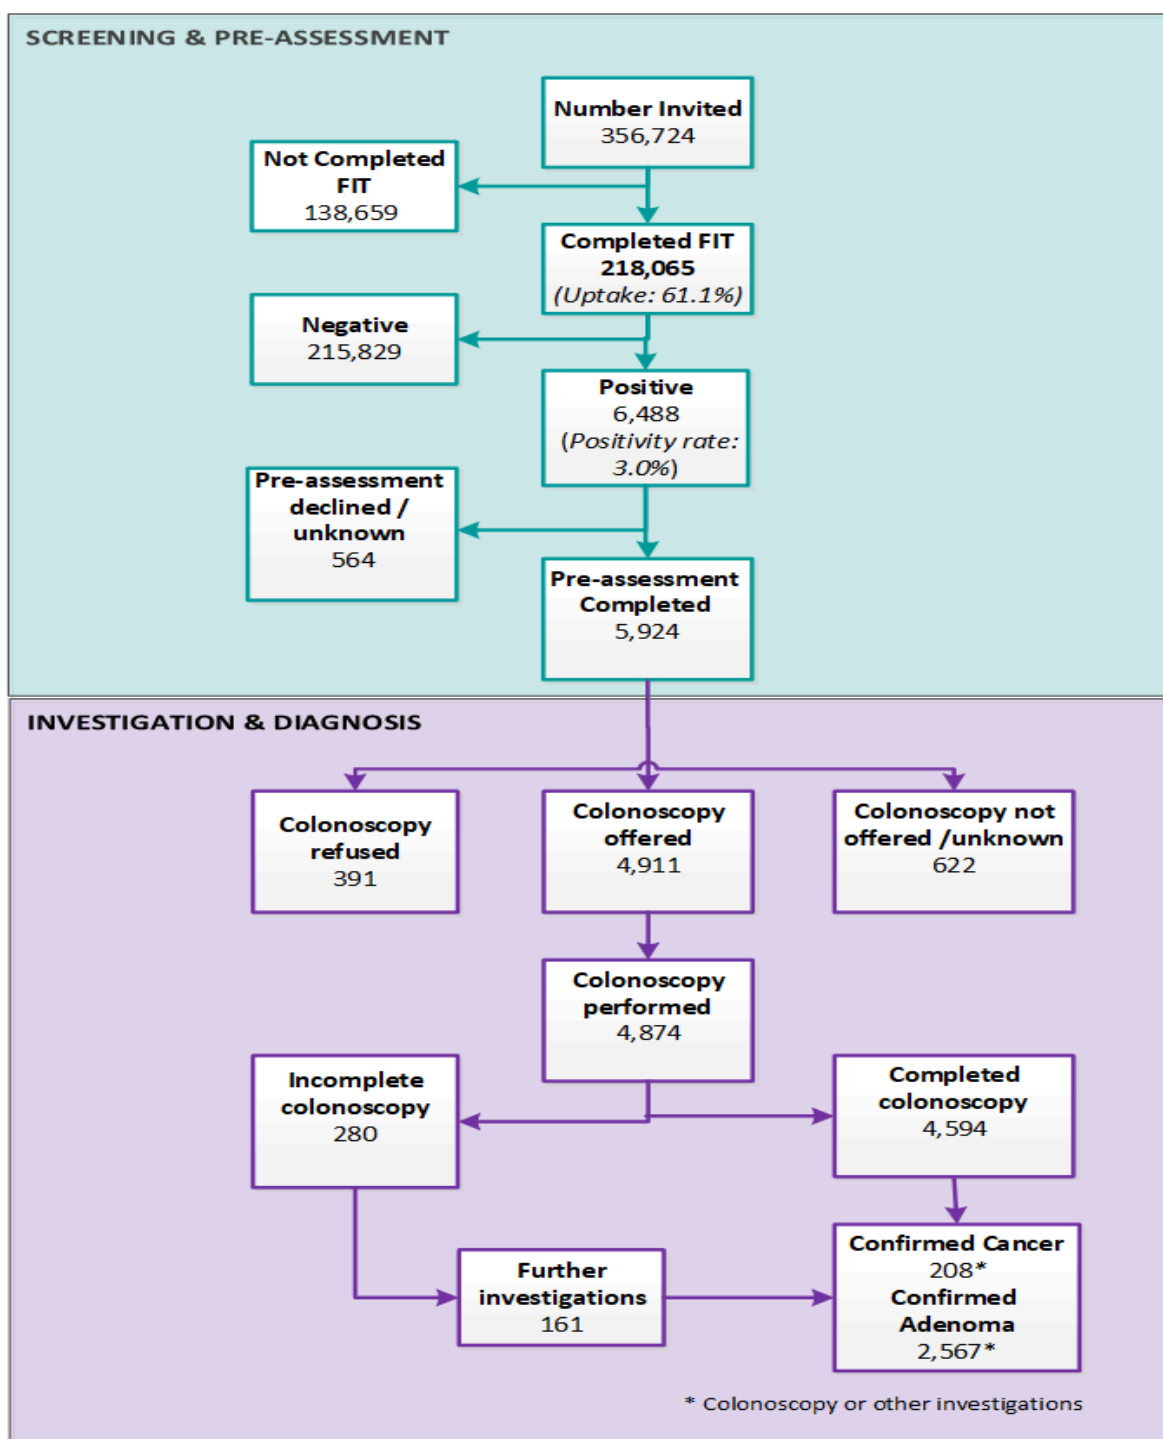 SCREENING & PRE-ASSESSMENT
Number Invited
356,724
Not Completed
FIT
138,659
Completed FIT
218,065
(Uptake: 61.1%)
Negative
215,829
Positive
6,488
(Positivity rate:
3.0%)
Pre-assessment
declined /
unknown
564
Pre-assessment
Completed
5,924
INVESTIGATION & DIAGNOSIS
Colonoscopy
refused
391
Colonoscopy
offered
4,911
Colonoscopy not
offered /unknown
622
Colonoscopy
performed
4,874
Incomplete
colonoscopy
280
Completed
colonoscopy
4,594
Further
investigations
161
Confirmed Cancer
208*
Confirmed
Adenoma
2,567*
* Colonoscopy or other investigations